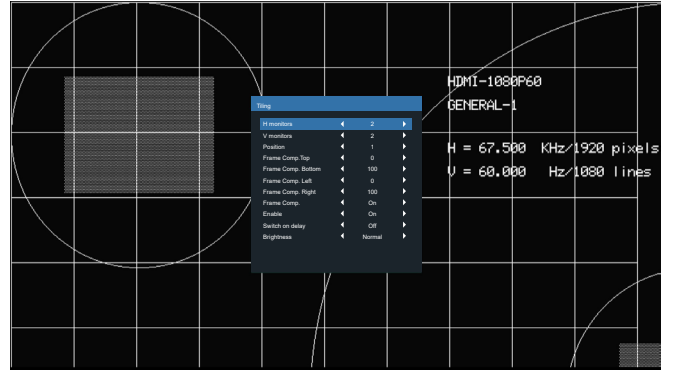 HDMI-1080P60
GENERAL-1
H = 67.500 KHz/1920 pixels
V = 60.000 Hz/1080 lines
Tiling
H monitors 2
V monitors 2
Position 1
Frame Comp.Top 0
Frame Comp. Bottom 100
Frame Comp. Left 0
Frame Comp. Right 100
Frame Comp. On
Enable On
Switch on delay Off
Brightness Normal